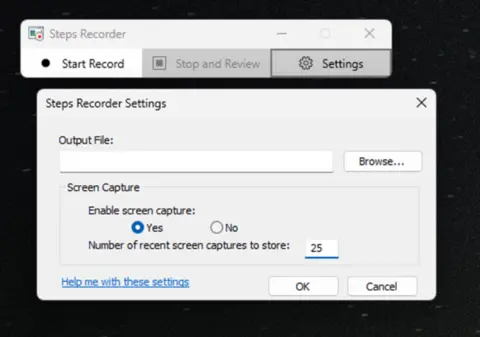 Steps Recorder
Start Record Stop and Review Settings
Steps Recorder Settings
Output File:
Browse...
Screen Capture
Enable screen capture:
Yes No
Number of recent screen captures to store: 25
Help me with these settings OK Cancel